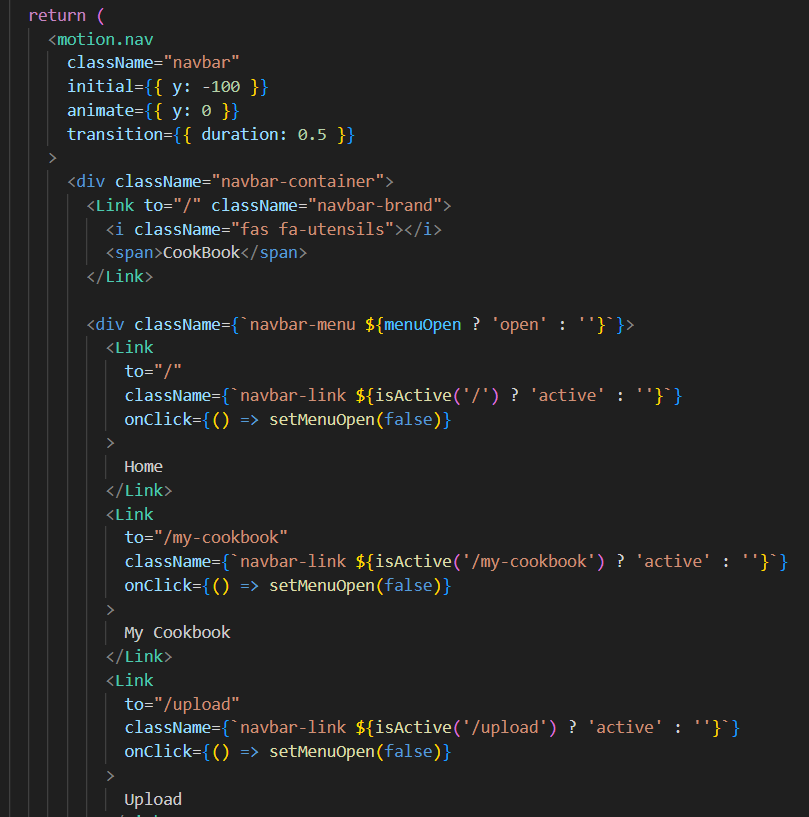 return (
<motion.nav
className="navbar"
initial={{ y: -100 }}
animate={{ y: 0 }}
transition={{ duration: 0.5 }}
>
<div className="navbar-container">
<Link to="/" className="navbar-brand">
<i className="fas fa-utensils"></i>
<span>CookBook</span>
</Link>
<div className={`navbar-menu ${menuOpen ? 'open' : ''}`}>
<Link
to="/"
className={`navbar-link ${isActive('/') ? 'active' : ''}`}
onClick={() => setMenuOpen(false)}
>
Home
</Link>
<Link
to="/my-cookbook"
className={`navbar-link ${isActive('/my-cookbook') ? 'active' : ''}`}
onClick={() => setMenuOpen(false)}
>
My Cookbook
</Link>
<Link
to="/upload"
className={`navbar-link ${isActive('/upload') ? 'active' : ''}`}
onClick={() => setMenuOpen(false)}
>
Upload